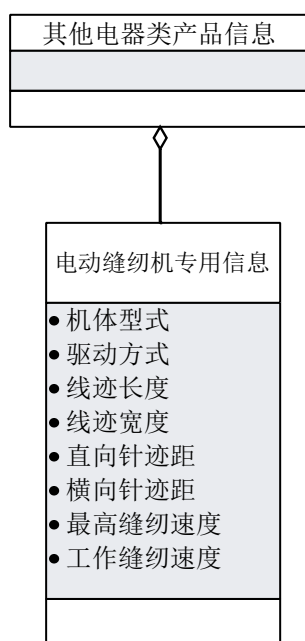 其他电器类产品信息
电动缝纫机专用信息
●机体型式
●驱动方式
●线迹长度
●线迹宽度
●直向针迹距
●横向针迹距
●最高缝纫速度
●工作缝纫速度